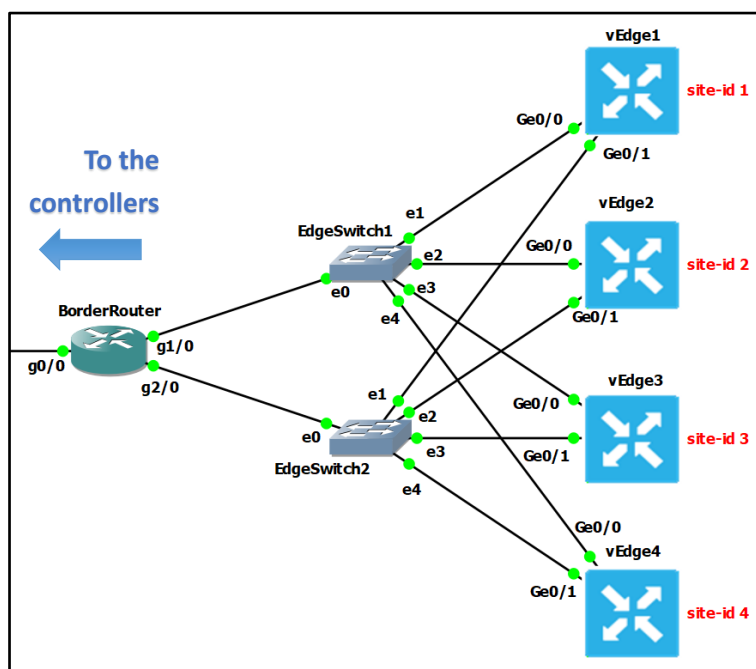 vEdge1
site-id 1
Ge0/0
Ge0/1
To the
controllers
EdgeSwitch1
e1
e2
e3
e4
e0
vEdge2
Ge0/0
site-id 2
Ge0/1
BorderRouter
g1/0
g0/0
g2/0
e1
e2
e0
e3
e4
EdgeSwitch2
vEdge3
Ge0/0
site-id 3
Ge0/1
Ge0/0
vEdge4
Ge0/1
site-id 4